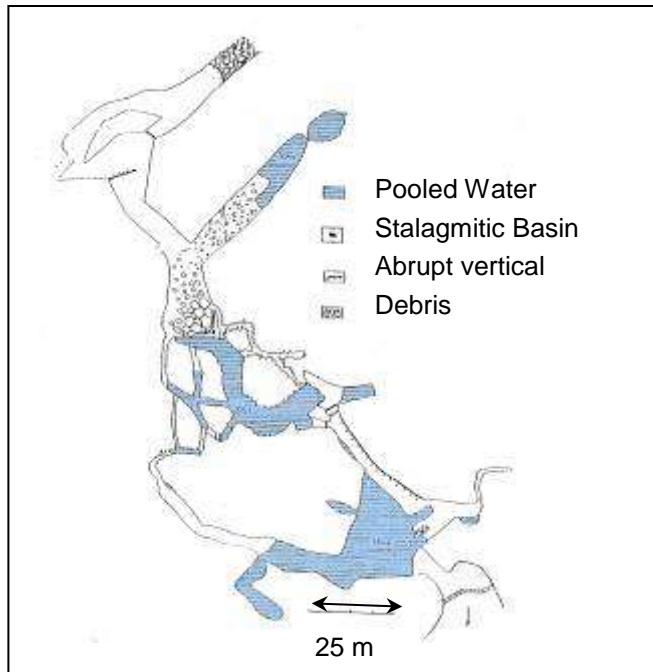 Pooled Water
Stalagmitic Basin
Abrupt vertical
Debris
25 m